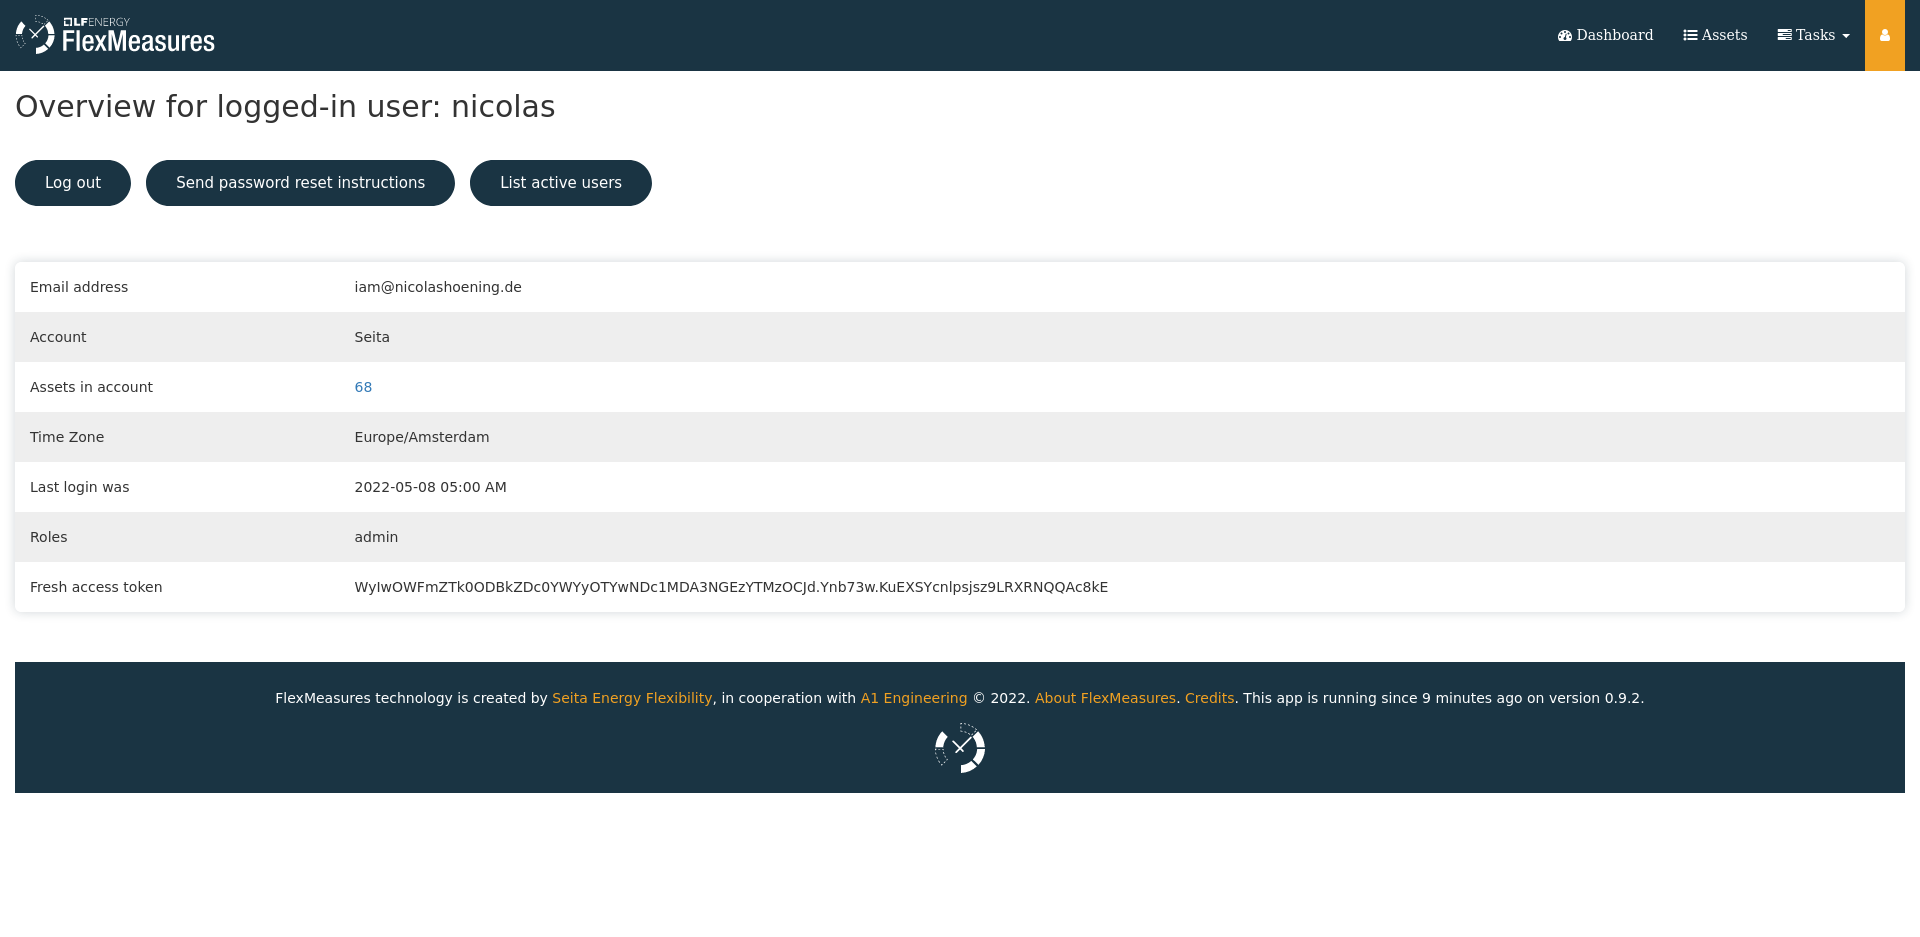 LFENERGY
FlexMeasures
Dashboard Assets Tasks
Overview for logged-in user: nicolas
Log out Send password reset instructions List active users
Email address iam@nicolashoening.de
Account Seita
Assets in account 68
Time Zone Europe/Amsterdam
Last login was 2022-05-08 05:00 AM
Roles admin
Fresh access token WyIwOWFmZTk0ODBkZDc0YWYyOTYwNDc1MDA3NGEzYTMzOCJd.Ynb73w.KuEXSYcnlpsjsz9LRXRNQQAc8kE
FlexMeasures technology is created by Seita Energy Flexibility, in cooperation with A1 Engineering © 2022. About FlexMeasures. Credits. This app is running since 9 minutes ago on version 0.9.2.